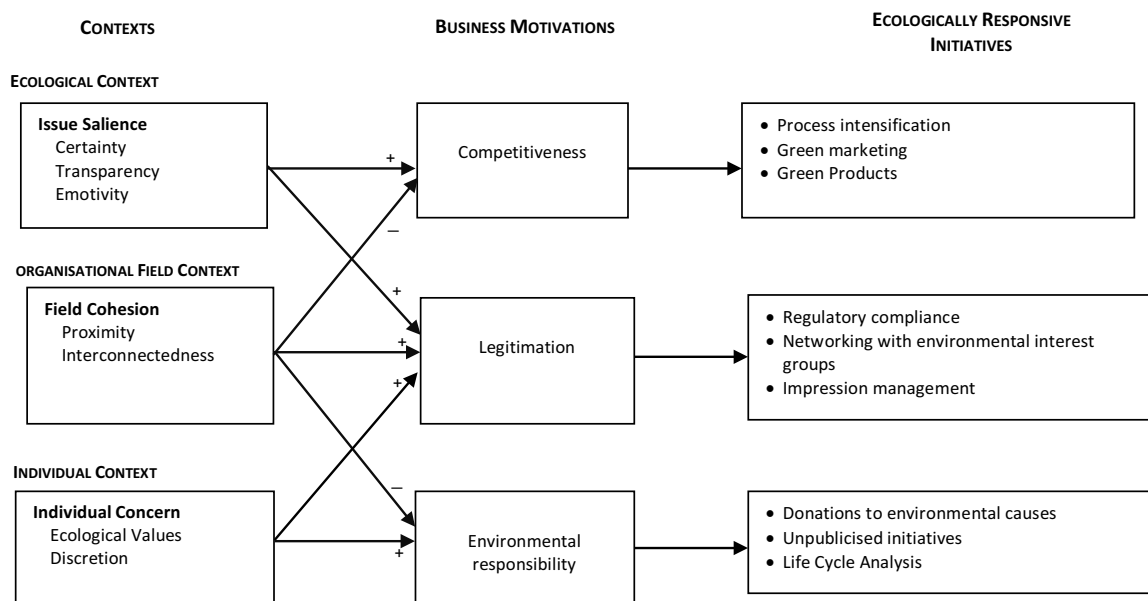 CONTEXTS
BUSINESS MOTIVATIONS
ECOLOGICALLY RESPONSIVE
INITIATIVES
ECOLOGICAL CONTEXT
Issue Salience
Certainty
Transparency
Emotivity
+
Competitiveness
• Process intensification
• Green marketing
• Green Products
–
ORGANISATIONAL FIELD CONTEXT
Field Cohesion
Proximity
Interconnectedness
+
+
+
Legitimation
• Regulatory compliance
• Networking with environmental interest
groups
• Impression management
INDIVIDUAL CONTEXT
Individual Concern
Ecological Values
Discretion
–
+
Environmental
responsibility
• Donations to environmental causes
• Unpublicised initiatives
• Life Cycle Analysis